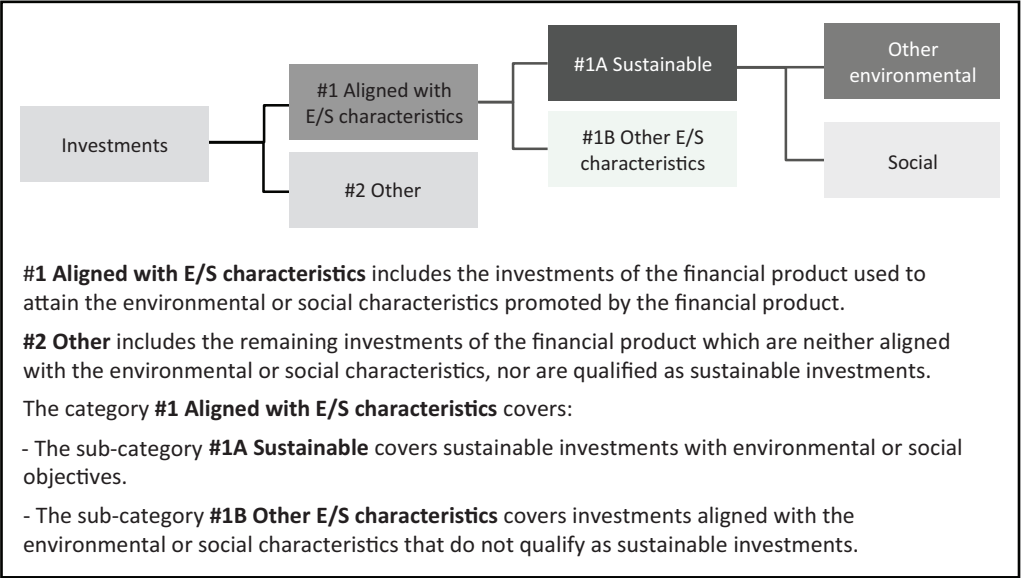 Investments
#1 Aligned with
E/S characteristics
#2 Other
#1A Sustainable
#1B Other E/S
characteristics
Other
environmental
Social
#1 Aligned with E/S characteristics includes the investments of the financial product used to
attain the environmental or social characteristics promoted by the financial product.
#2 Other includes the remaining investments of the financial product which are neither aligned
with the environmental or social characteristics, nor are qualified as sustainable investments.
The category #1 Aligned with E/S characteristics covers:
- The sub-category #1A Sustainable covers sustainable investments with environmental or social
objectives.
- The sub-category #1B Other E/S characteristics covers investments aligned with the
environmental or social characteristics that do not qualify as sustainable investments.